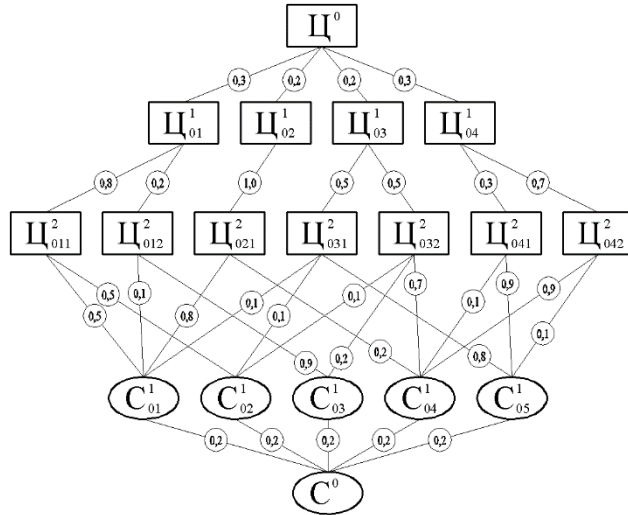 Ц⁰
0,3 0,2 0,2 0,3
Ц¹₀₁ Ц¹₀₂ Ц¹₀₃ Ц¹₀₄
0,8 0,2 1,0 0,5 0,5 0,3 0,7
Ц²₀₁₁ Ц²₀₁₂ Ц²₀₂₁ Ц²₀₃₁ Ц²₀₃₂ Ц²₀₄₁ Ц²₀₄₂
0,5 0,5 0,1 0,8 0,1 0,1 0,1 0,7 0,1 0,9 0,9
0,9 0,2 0,2 0,8 0,1
С¹₀₁ С¹₀₂ С¹₀₃ С¹₀₄ С¹₀₅
0,2 0,2 0,2 0,2 0,2
С⁰